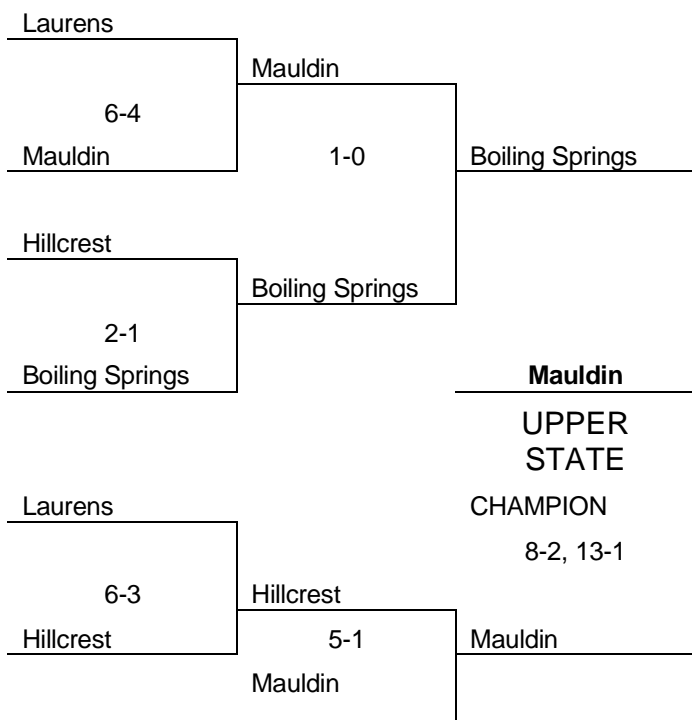 Laurens
Mauldin
6-4
Mauldin
1-0
Boiling Springs
Hillcrest
Boiling Springs
2-1
Boiling Springs
Mauldin
UPPER
STATE
Laurens
CHAMPION
8-2, 13-1
6-3
Hillcrest
Hillcrest
5-1
Mauldin
Mauldin